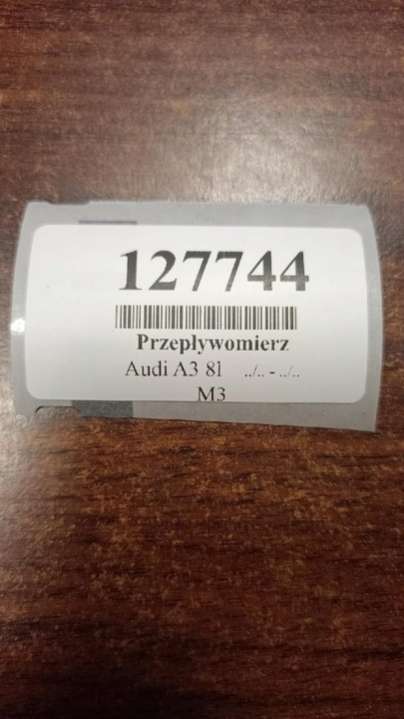 127744
Przepływomierz
Audi A3 8l ../.. - ../..
M3